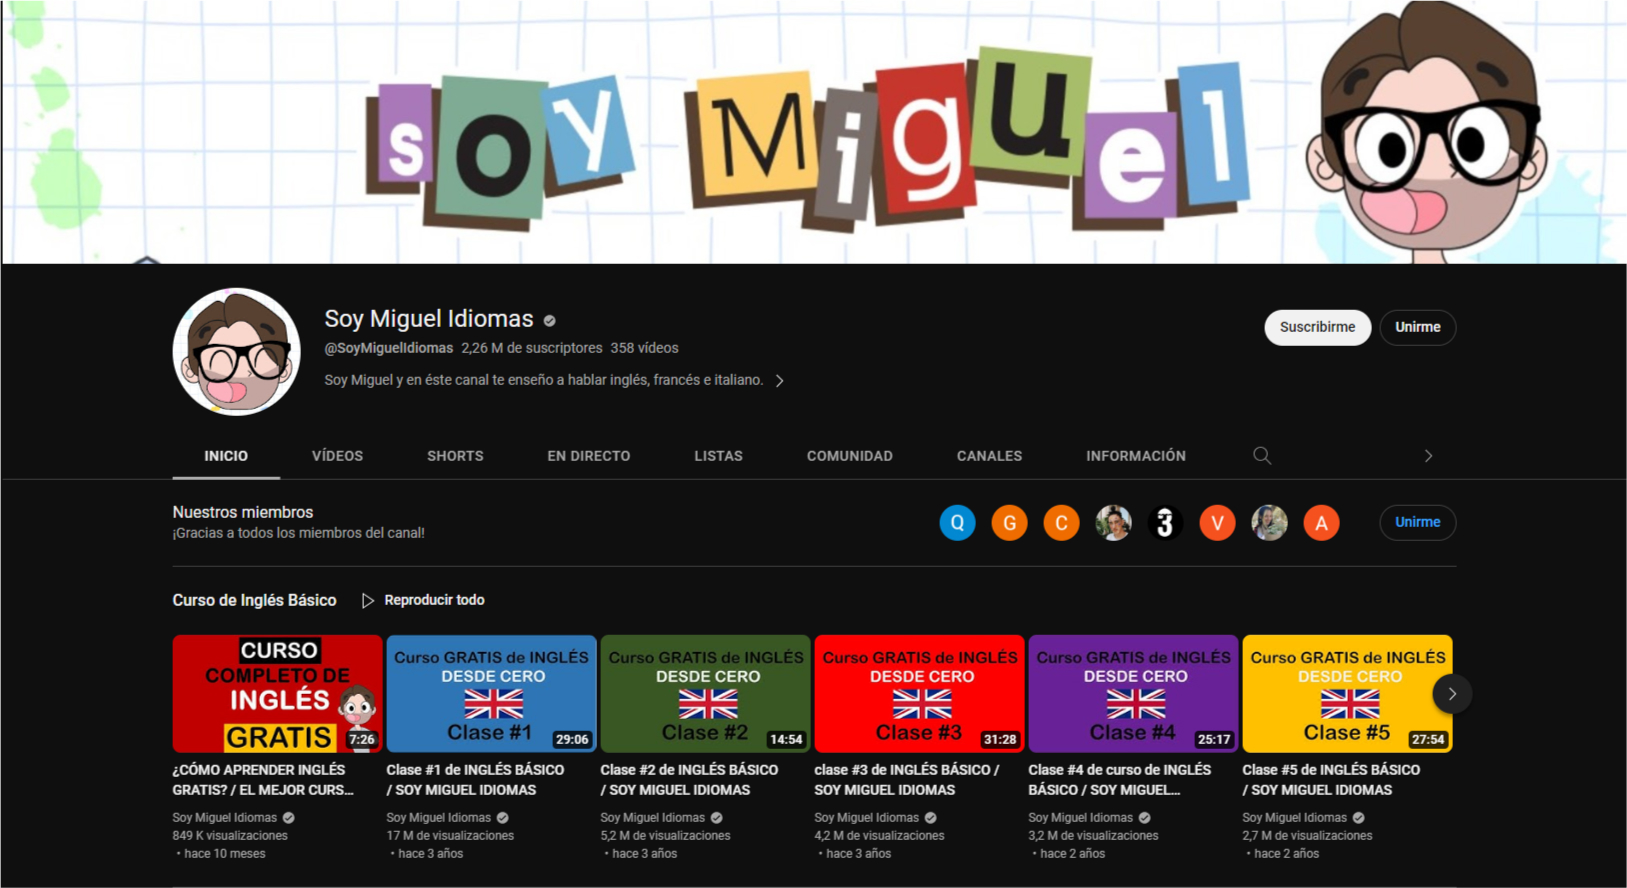 soy Miguel
Soy Miguel Idiomas
@SoyMiguelIdiomas 2,26 M de suscriptores 358 vídeos
Soy Miguel y en éste canal te enseño a hablar inglés, francés e italiano.
Suscribirme
Unirme
INICIO VÍDEOS SHORTS EN DIRECTO LISTAS COMUNIDAD CANALES INFORMACIÓN
Nuestros miembros
¡Gracias a todos los miembros del canal!
Q G C 3 V A
Unirme
Curso de Inglés Básico
Reproducir todo
CURSO
COMPLETO DE
INGLÉS
GRATIS
7:26
¿CÓMO APRENDER INGLÉS
GRATIS? / EL MEJOR CURS...
Soy Miguel Idiomas
849 K visualizaciones
• hace 10 meses
Curso GRATIS de INGLÉS
DESDE CERO
Clase #1
29:06
Clase #1 de INGLÉS BÁSICO
/ SOY MIGUEL IDIOMAS
Soy Miguel Idiomas
17 M de visualizaciones
• hace 3 años
Curso GRATIS de INGLÉS
DESDE CERO
Clase #2
14:54
Clase #2 de INGLÉS BÁSICO
/ SOY MIGUEL IDIOMAS
Soy Miguel Idiomas
5,2 M de visualizaciones
• hace 3 años
Curso GRATIS de INGLÉS
DESDE CERO
Clase #3
31:28
clase #3 de INGLÉS BÁSICO /
SOY MIGUEL IDIOMAS
Soy Miguel Idiomas
4,2 M de visualizaciones
• hace 3 años
Curso GRATIS de INGLÉS
DESDE CERO
Clase #4
25:17
Clase #4 de curso de INGLÉS
BÁSICO / SOY MIGUEL...
Soy Miguel Idiomas
3,2 M de visualizaciones
• hace 2 años
Curso GRATIS de INGLÉS
DESDE CERO
Clase #5
27:54
Clase #5 de INGLÉS BÁSICO
/ SOY MIGUEL IDIOMAS
Soy Miguel Idiomas
2,7 M de visualizaciones
• hace 2 años